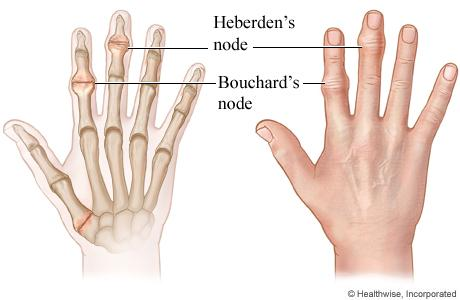 Heberden's
node
Bouchard's
node
© Healthwise, Incorporated